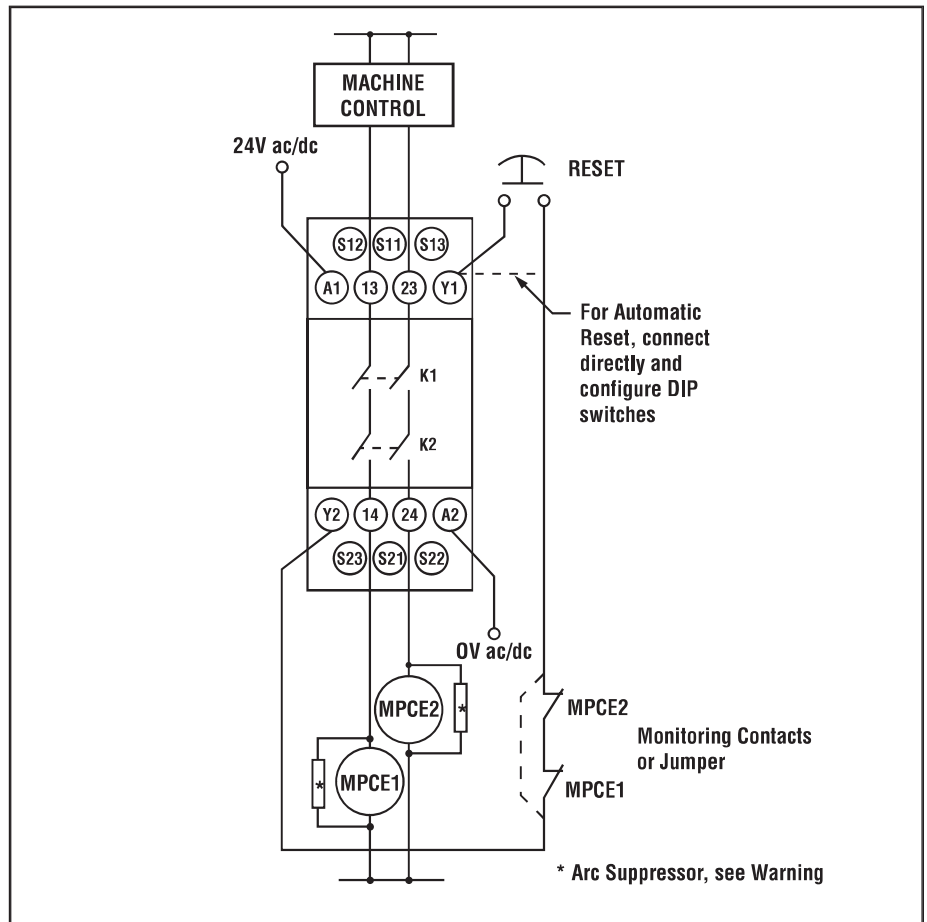 MACHINE
CONTROL
24V ac/dc
RESET
S12 S11 S13
A1 13 23 Y1
For Automatic
Reset, connect
directly and
configure DIP
switches
K1
K2
Y2 14 24 A2
S23 S21 S22
0V ac/dc
MPCE2
*
MPCE2
Monitoring Contacts
or Jumper
*
MPCE1
MPCE1
* Arc Suppressor, see Warning